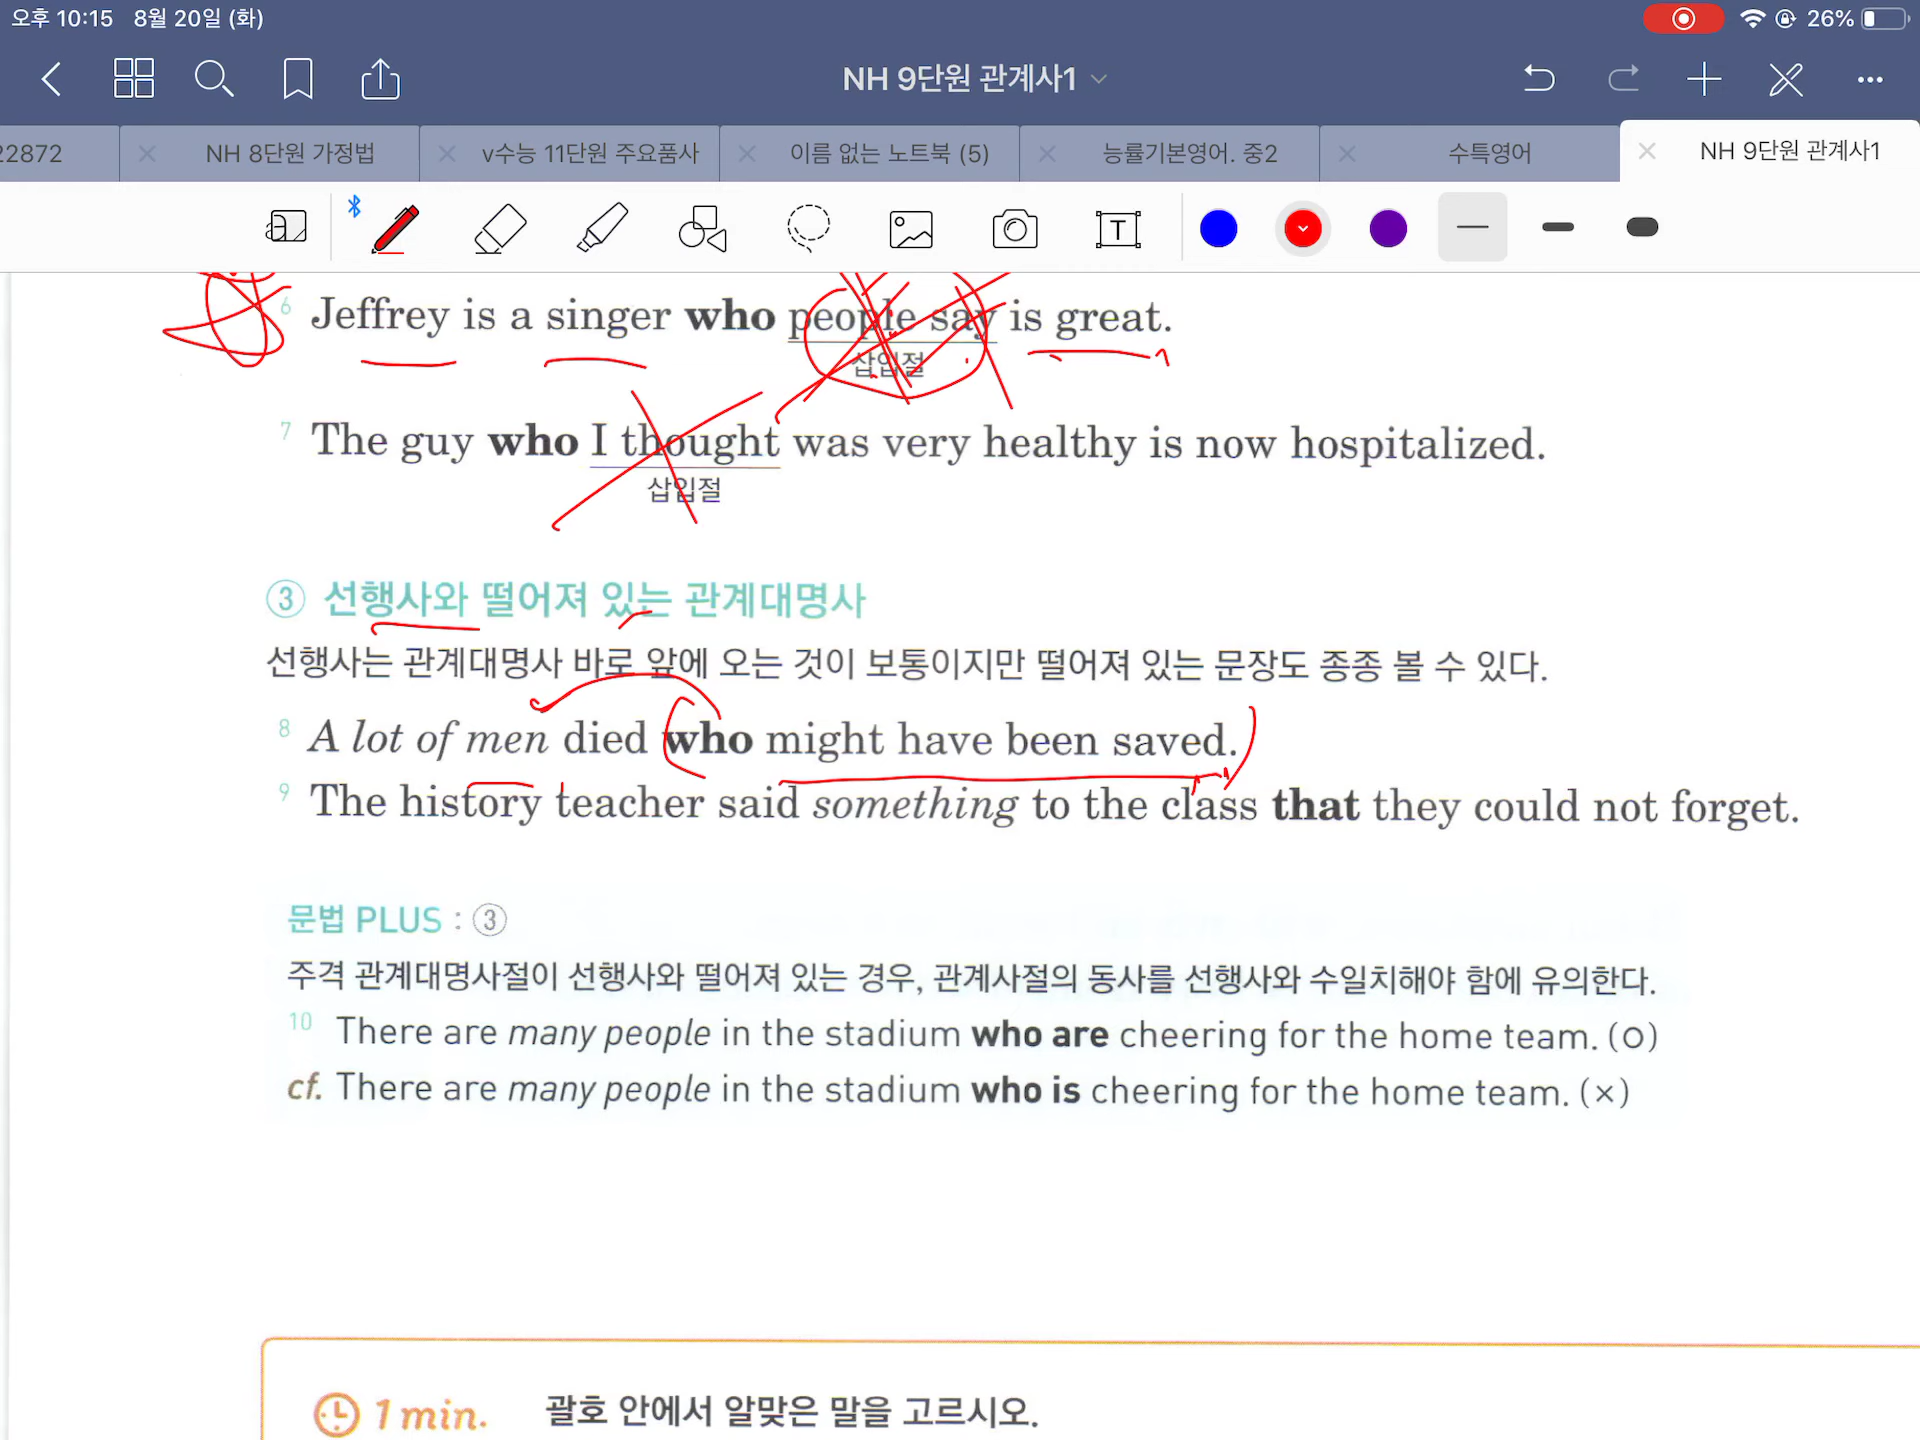 오후 10:15 8월 20일 (화) 26%
NH 9단원 관계사1
22872 NH 8단원 가정법 v수능 11단원 주요품사 이름 없는 노트북 (5) 능률기본영어. 중2 수특영어 NH 9단원 관계사1
6 Jeffrey is a singer who people say is great.
삽입절
7 The guy who I thought was very healthy is now hospitalized.
삽입절
③ 선행사와 떨어져 있는 관계대명사
선행사는 관계대명사 바로 앞에 오는 것이 보통이지만 떨어져 있는 문장도 종종 볼 수 있다.
8 A lot of men died who might have been saved.
9 The history teacher said something to the class that they could not forget.
문법 PLUS : ③
주격 관계대명사절이 선행사와 떨어져 있는 경우, 관계사절의 동사를 선행사와 수일치해야 함에 유의한다.
10 There are many people in the stadium who are cheering for the home team. (○)
cf. There are many people in the stadium who is cheering for the home team. (×)
1 min. 괄호 안에서 알맞은 말을 고르시오.